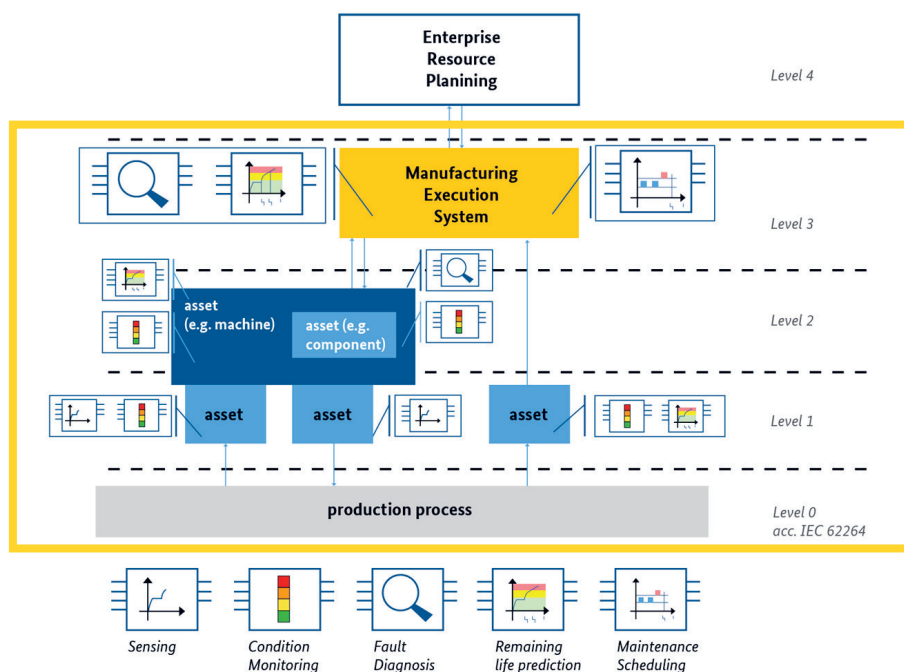 Enterprise
Resource
Planining
Level 4
Manufacturing
Execution
System
Level 3
asset
(e.g. machine)
asset (e.g.
component)
Level 2
asset
asset
asset
Level 1
production process
Level 0
acc. IEC 62264
Sensing
Condition
Monitoring
Fault
Diagnosis
Remaining
life prediction
Maintenance
Scheduling